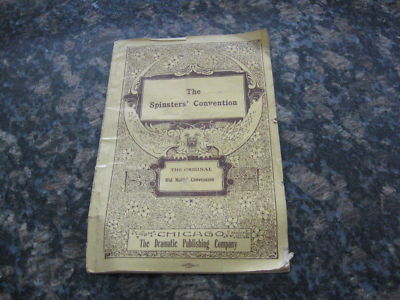 The
Spinsters' Convention
THE ORIGINAL
Old Maids' Convention
CHICAGO
The Dramatic Publishing Company